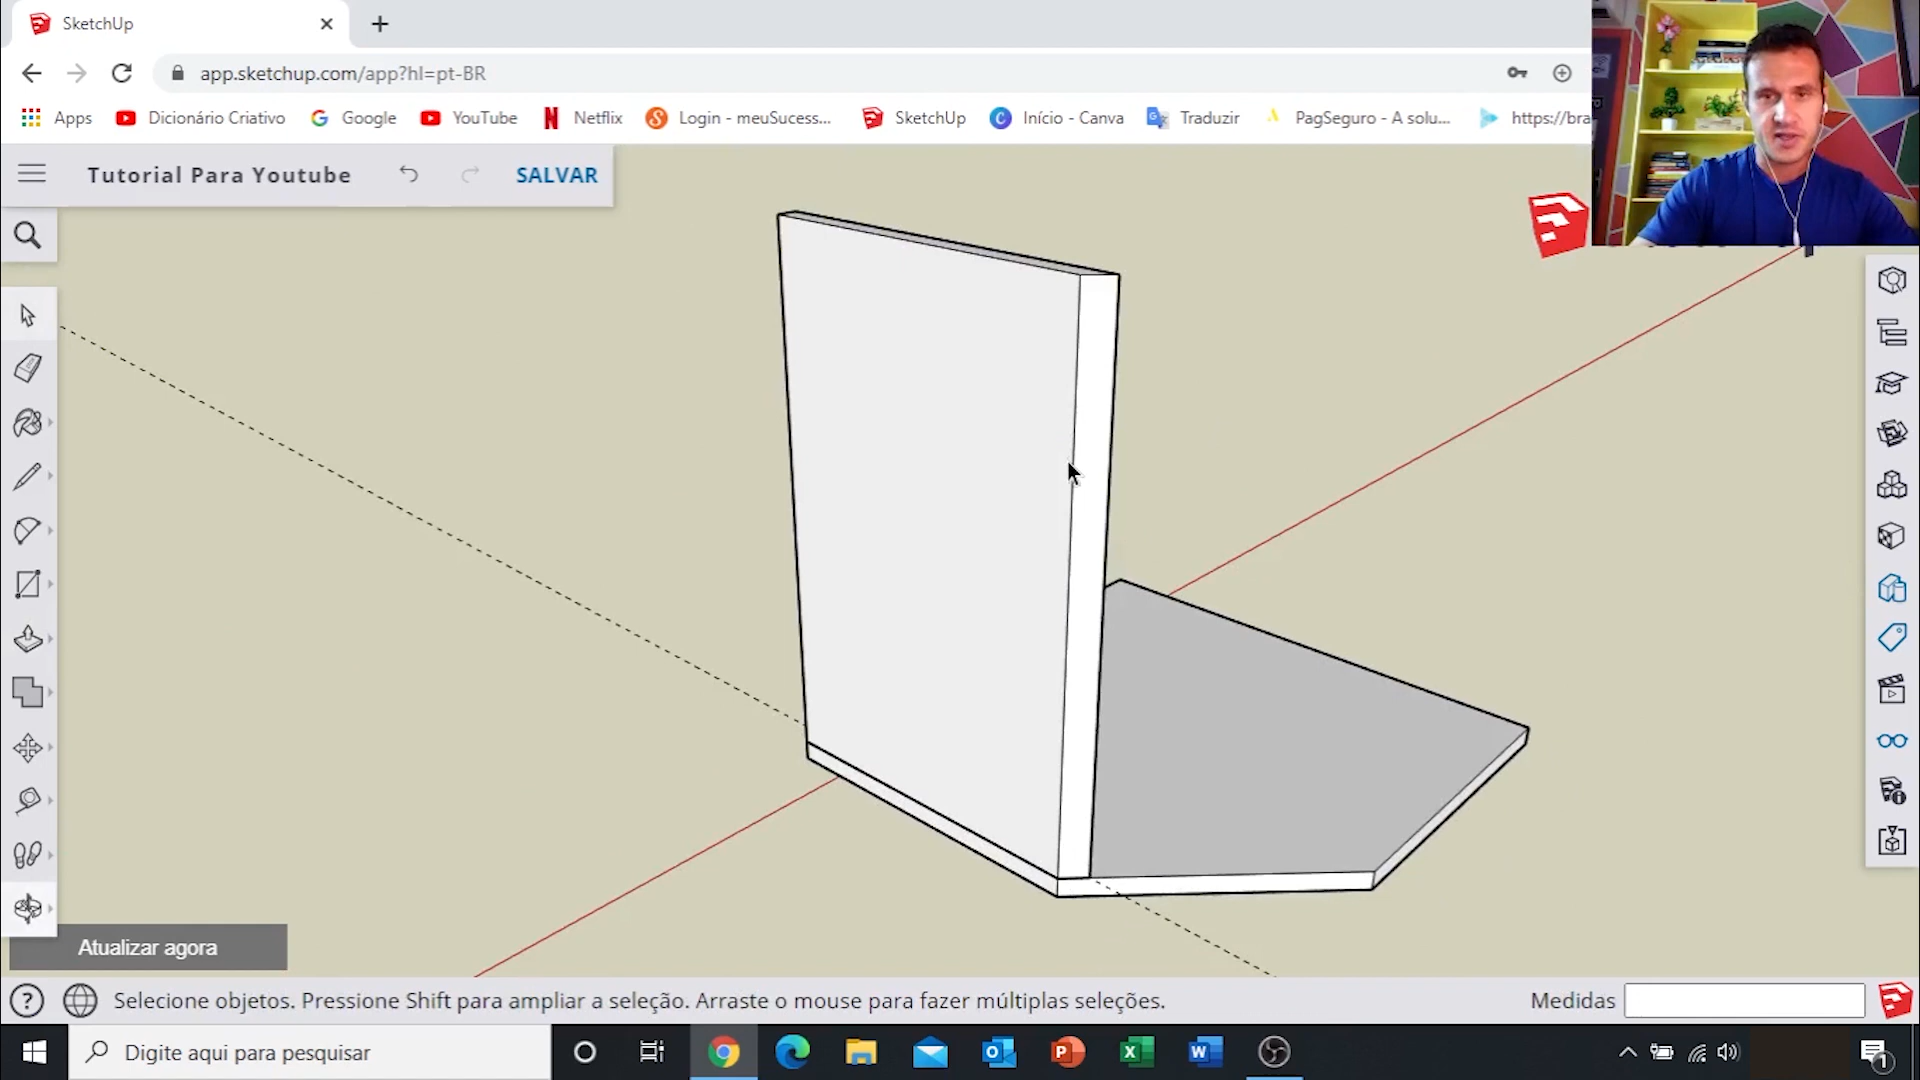 SketchUp
app.sketchup.com/app?hl=pt-BR
Apps Dicionário Criativo Google YouTube Netflix Login - meuSucess... SketchUp Início - Canva Traduzir PagSeguro - A solu... https://bra
Tutorial Para Youtube SALVAR
Atualizar agora
Selecione objetos. Pressione Shift para ampliar a seleção. Arraste o mouse para fazer múltiplas seleções. Medidas
Digite aqui para pesquisar